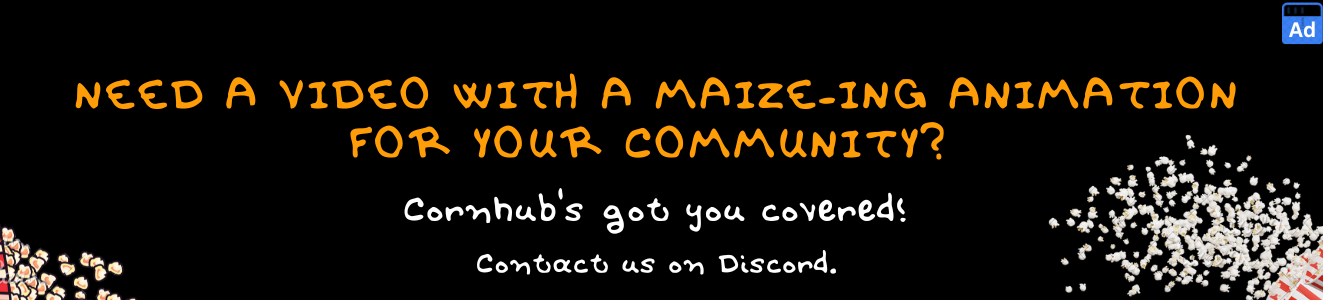 Ad
NEED A VIDEO WITH A MAIZE-ING ANIMATION
FOR YOUR COMMUNITY?
Cornhub's got you covered!
Contact us on Discord.